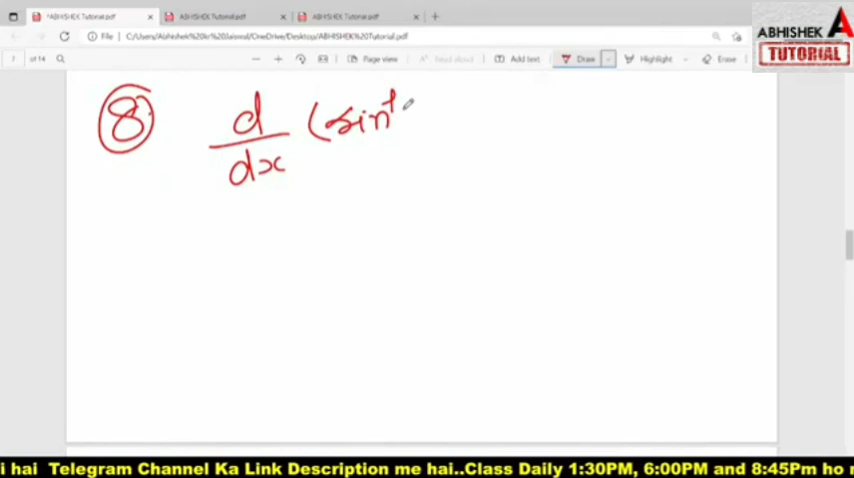 *ABHISHEK Tutorial.pdf
ABHISHEK Tutorial.pdf
ABHISHEK Tutorial.pdf
File
C:/Users/Abhishek%20kr%20Jaiswal/OneDrive/Desktop/ABHISHEK%20Tutorial.pdf
7 of 14
Page view
Read aloud
Add text
Draw
Highlight
Erase
ABHISHEK
TUTORIAL
8 d/dx (sin
i hai Telegram Channel Ka Link Description me hai..Class Daily 1:30PM, 6:00PM and 8:45Pm ho